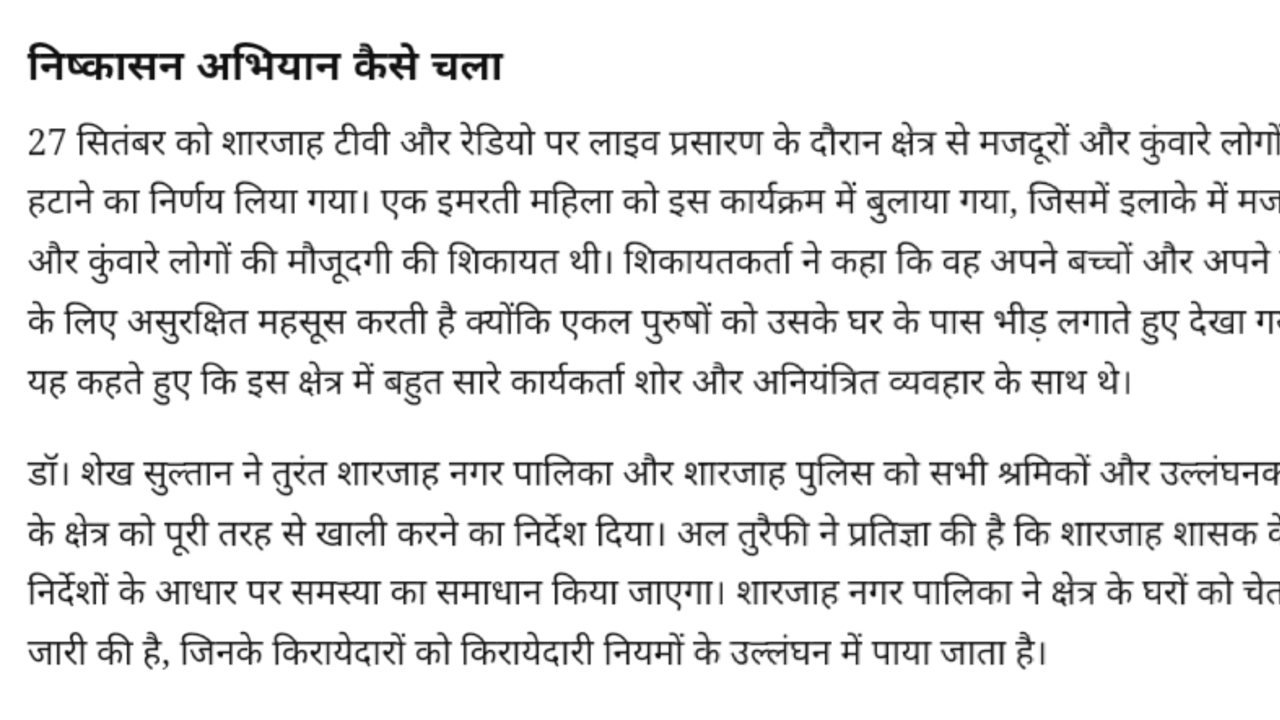 निष्कासन अभियान कैसे चला
27 सितंबर को शारजाह टीवी और रेडियो पर लाइव प्रसारण के दौरान क्षेत्र से मजदूरों और कुंवारे लोगों
हटाने का निर्णय लिया गया। एक इमरती महिला को इस कार्यक्रम में बुलाया गया, जिसमें इलाके में
और कुंवारे लोगों की मौजूदगी की शिकायत थी। शिकायतकर्ता ने कहा कि वह अपने बच्चों और अपने
के लिए असुरक्षित महसूस करती है क्योंकि एकल पुरुषों को उसके घर के पास भीड़ लगाते हुए देखा
यह कहते हुए कि इस क्षेत्र में बहुत सारे कार्यकर्ता शोर और अनियंत्रित व्यवहार के साथ थे।
डॉ। शेख सुल्तान ने तुरंत शारजाह नगर पालिका और शारजाह पुलिस को सभी श्रमिकों और
के क्षेत्र को पूरी तरह से खाली करने का निर्देश दिया। अल तुरैफी ने प्रतिज्ञा की है कि शारजाह शासक
निर्देशों के आधार पर समस्या का समाधान किया जाएगा। शारजाह नगर पालिका ने क्षेत्र के घरों को
जारी की है, जिनके किरायेदारों को किरायेदारी नियमों के उल्लंघन में पाया जाता है।